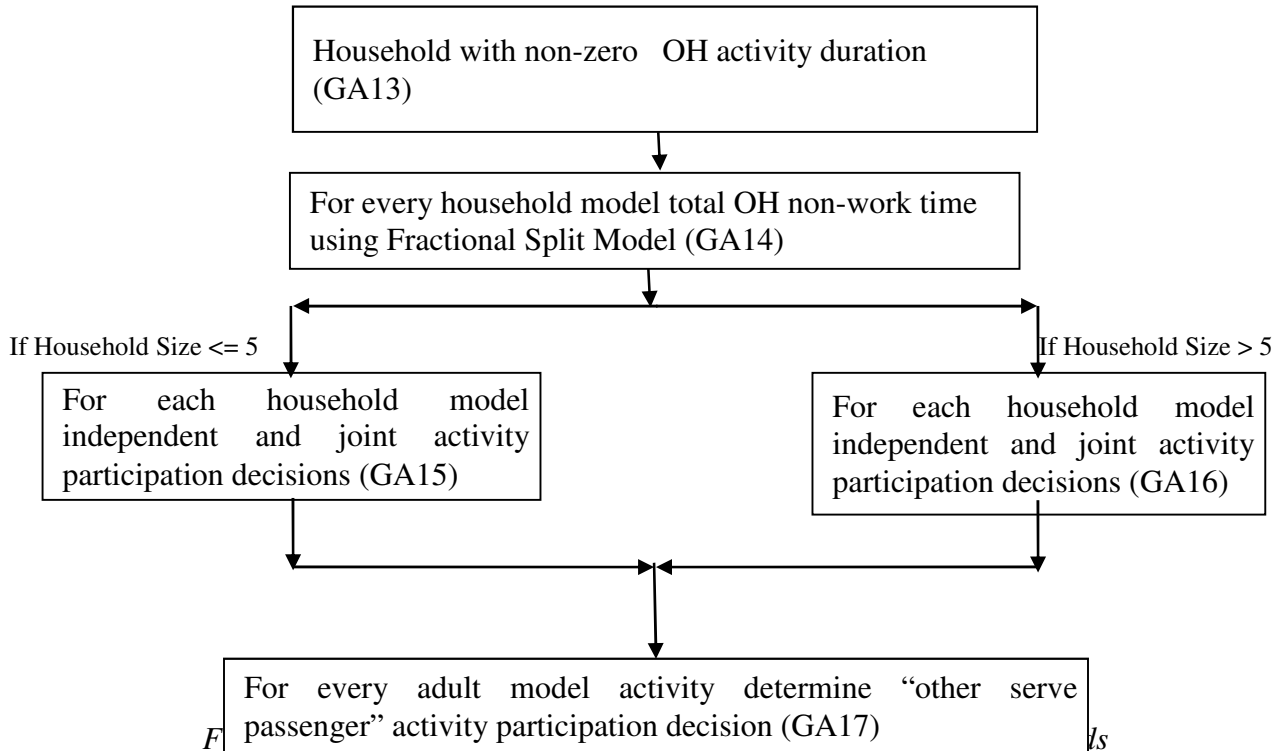 Household with non-zero OH activity duration
(GA13)
For every household model total OH non-work time
using Fractional Split Model (GA14)
If Household Size <= 5
If Household Size > 5
For each household model
independent and joint activity
participation decisions (GA15)
For each household model
independent and joint activity
participation decisions (GA16)
For every adult model activity determine “other serve
passenger” activity participation decision (GA17)